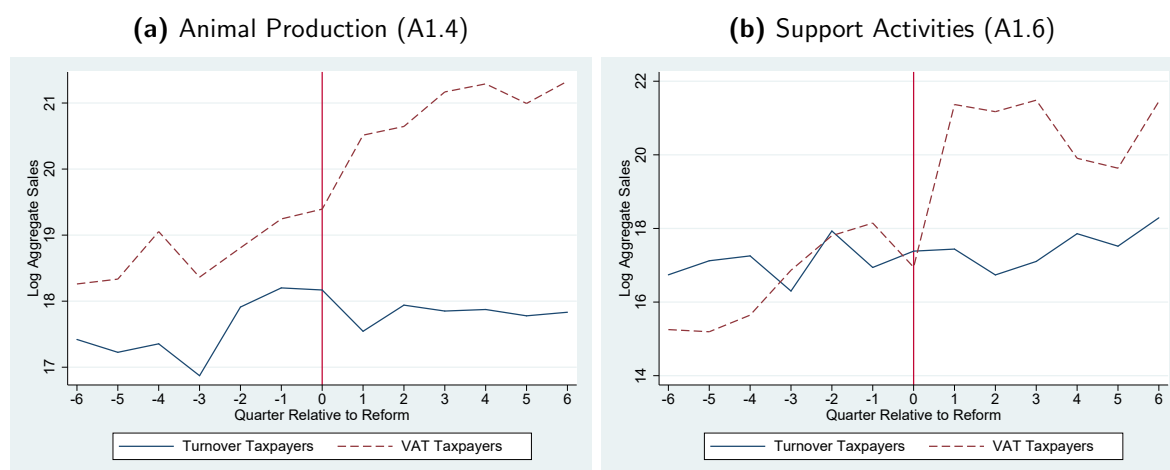 (a) Animal Production (A1.4)
Log Aggregate Sales
21
20
19
18
17
-6 -5 -4 -3 -2 -1 0 1 2 3 4 5 6
Quarter Relative to Reform
Turnover Taxpayers VAT Taxpayers
(b) Support Activities (A1.6)
Log Aggregate Sales
22
20
18
16
14
-6 -5 -4 -3 -2 -1 0 1 2 3 4 5 6
Quarter Relative to Reform
Turnover Taxpayers VAT Taxpayers